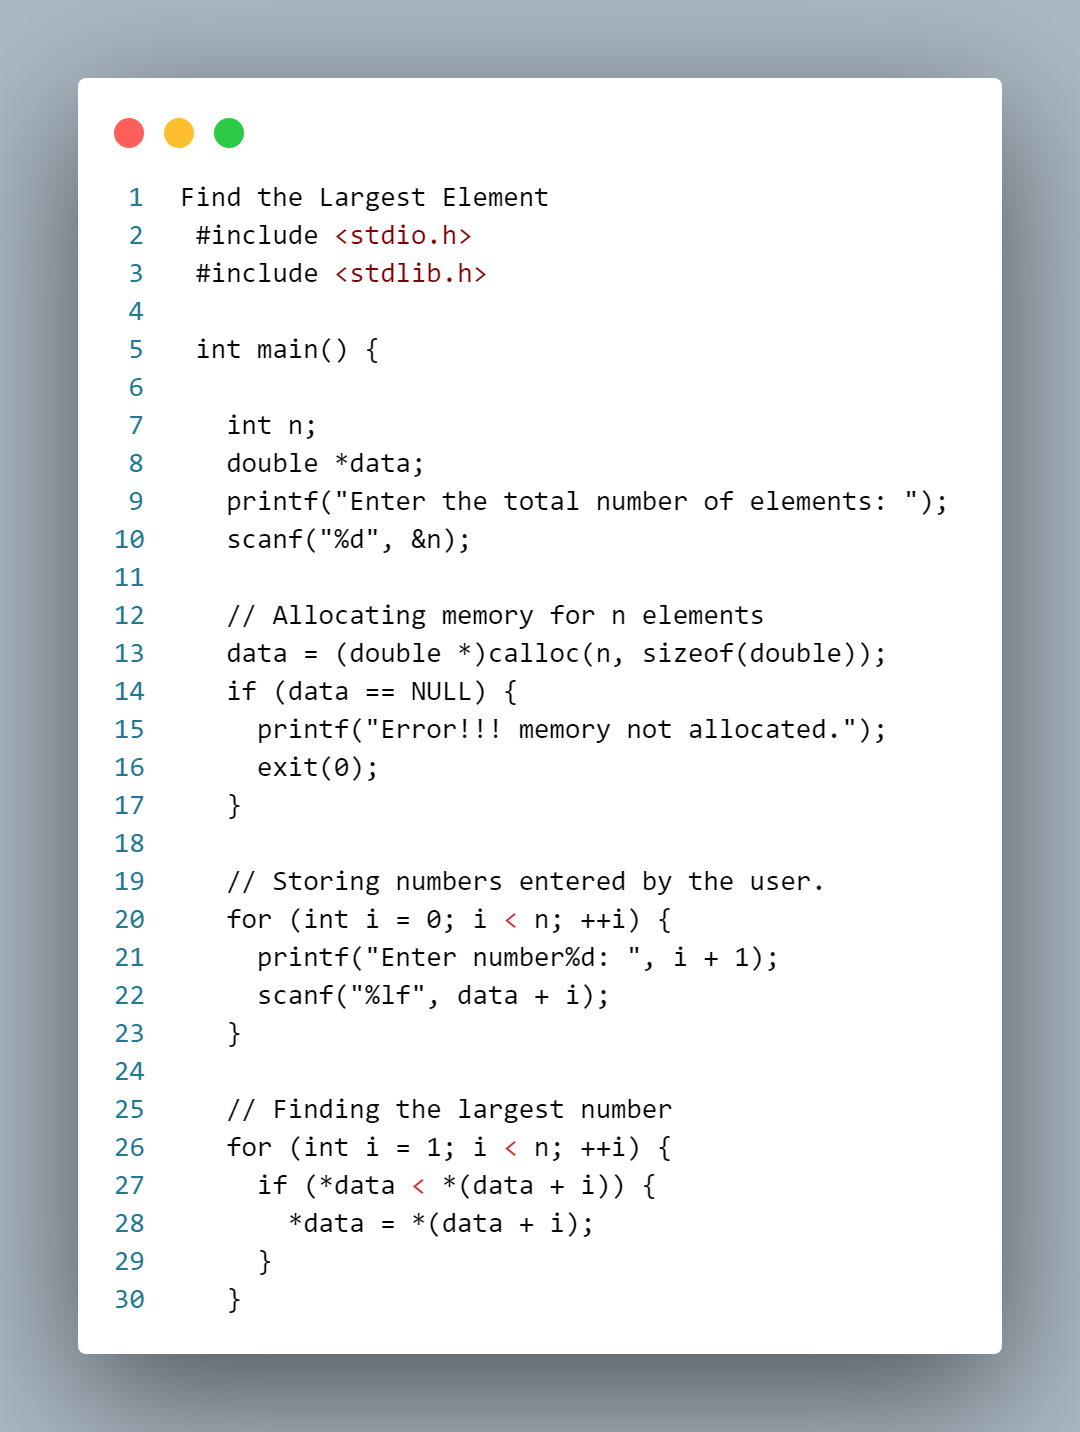 1 Find the Largest Element
2 #include <stdio.h>
3 #include <stdlib.h>
4
5 int main() {
6
7 int n;
8 double *data;
9 printf("Enter the total number of elements: ");
10 scanf("%d", &n);
11
12 // Allocating memory for n elements
13 data = (double *)calloc(n, sizeof(double));
14 if (data == NULL) {
15 printf("Error!!! memory not allocated.");
16 exit(0);
17 }
18
19 // Storing numbers entered by the user.
20 for (int i = 0; i < n; ++i) {
21 printf("Enter number%d: ", i + 1);
22 scanf("%lf", data + i);
23 }
24
25 // Finding the largest number
26 for (int i = 1; i < n; ++i) {
27 if (*data < *(data + i)) {
28 *data = *(data + i);
29 }
30 }